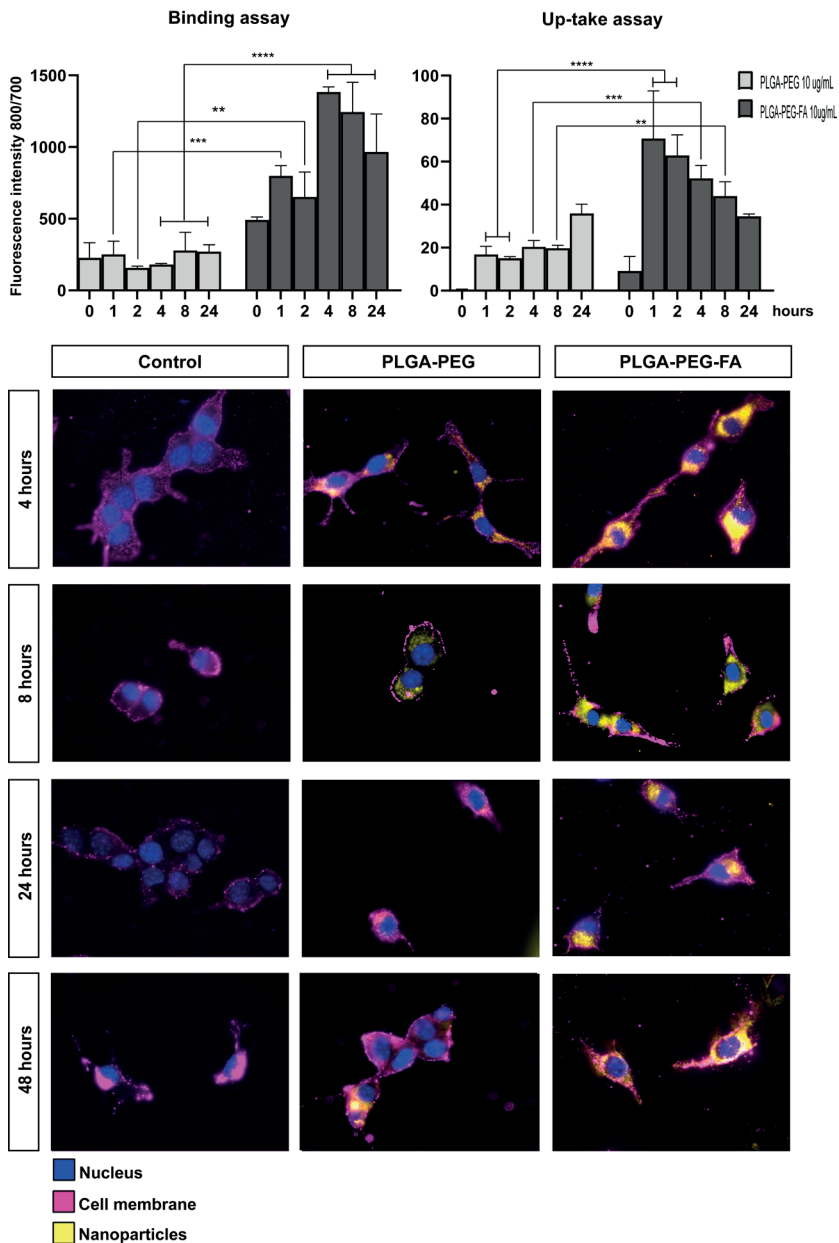 Binding assay
Up-take assay
Fluorescence intensity 800/700
1500
1000
500
0
****
**
***
0 1 2 4 8 24
0 1 2 4 8 24
100
80
60
40
20
0
****
***
**
0 1 2 4 8 24
0 1 2 4 8 24
hours
PLGA-PEG 10 ug/mL
PLGA-PEG-FA 10ug/mL
Control
PLGA-PEG
PLGA-PEG-FA
4 hours
8 hours
24 hours
48 hours
Nucleus
Cell membrane
Nanoparticles